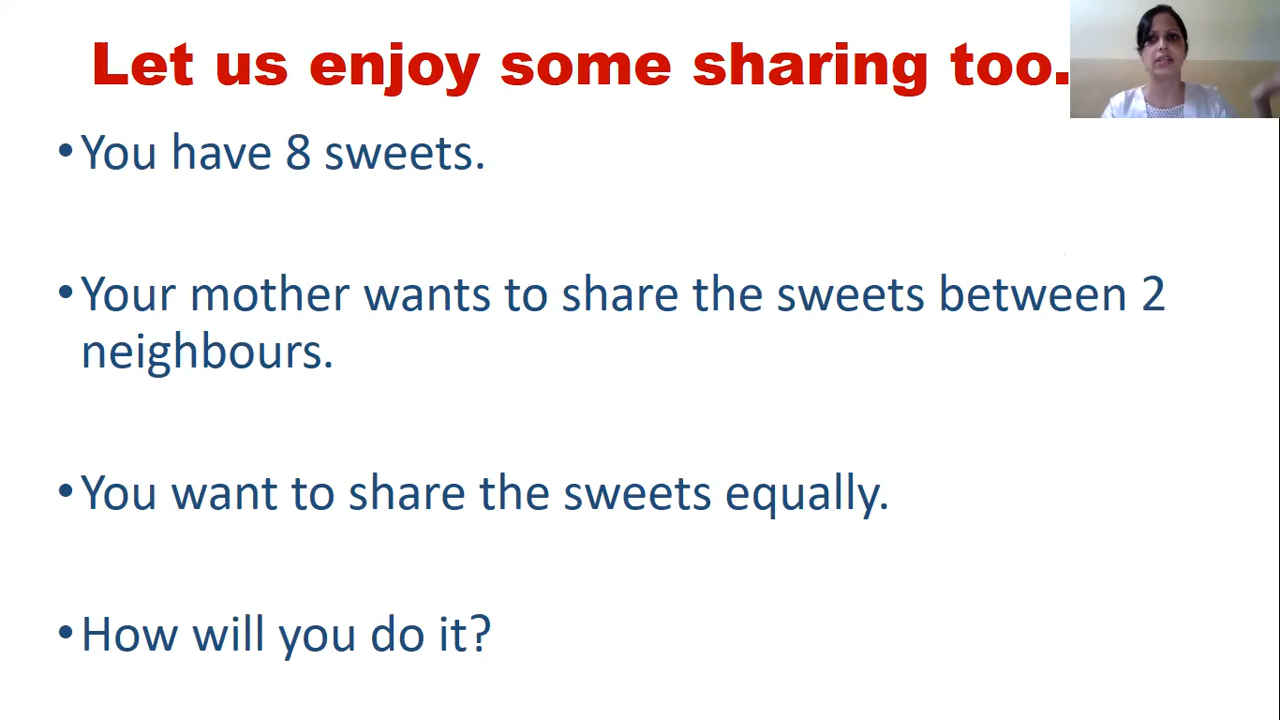 Let us enjoy some sharing too.
•You have 8 sweets.
•Your mother wants to share the sweets between 2
neighbours.
•You want to share the sweets equally.
•How will you do it?